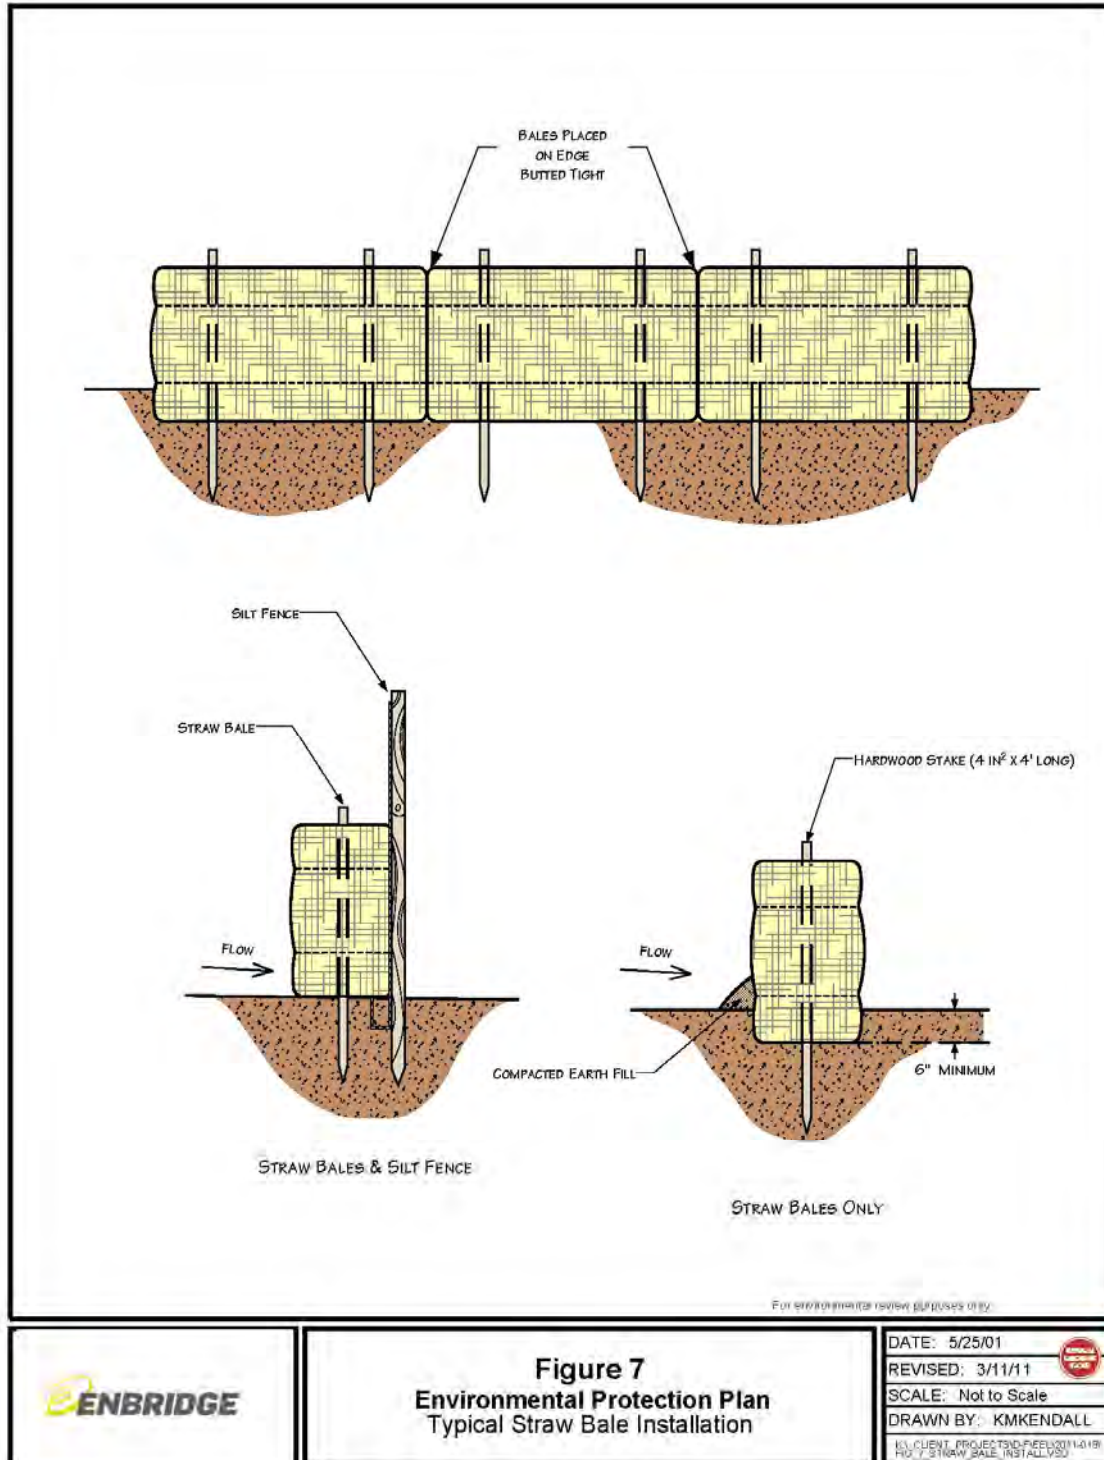 BALES PLACED
ON EDGE
BUTTED TIGHT
SILT FENCE
STRAW BALE
HARDWOOD STAKE (4 IN² X 4' LONG)
FLOW
FLOW
COMPACTED EARTH FILL
6" MINIMUM
STRAW BALES & SILT FENCE
STRAW BALES ONLY
For environmental review purposes only
ENBRIDGE
Figure 7
Environmental Protection Plan
Typical Straw Bale Installation
DATE: 5/25/01
REVISED: 3/11/11
SCALE: Not to Scale
DRAWN BY: KMKENDALL